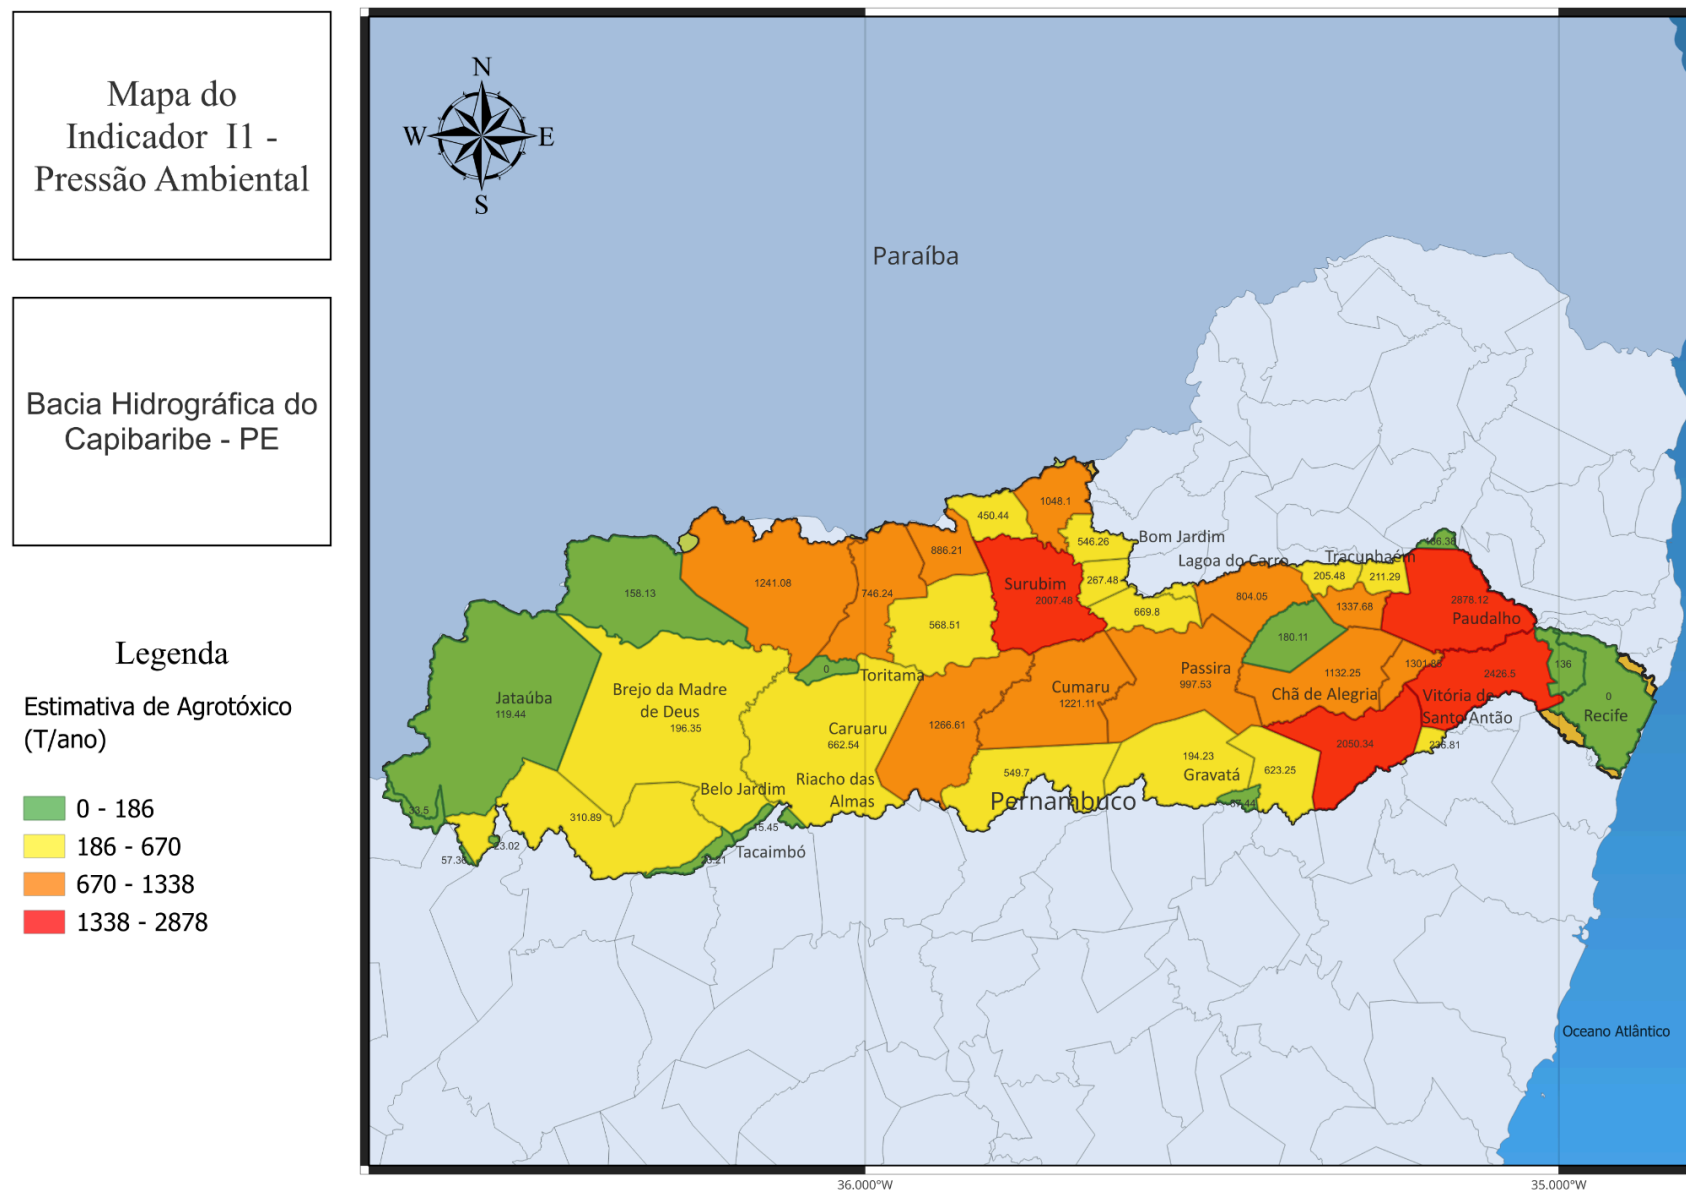 Mapa do
Indicador I1 -
Pressão Ambiental
Bacia Hidrográfica do
Capibaribe - PE
Legenda
Estimativa de Agrotóxico
(T/ano)
0 - 186
186 - 670
670 - 1338
1338 - 2878
N
W
E
S
Paraíba
1048.1
450.44
546.26
Bom Jardim
886.21
Lagoa do Carro
Tracunhaém
205.48
211.29
1241.08
746.24
Surubim
2007.48
267.48
158.13
669.8
804.05
1337.68
2878.12
Paudalho
568.51
180.11
0
Toritama
Passira
997.53
1132.25
Chã de Alegria
2426.5
136
0
Recife
Jataúba
119.44
Brejo da Madre
de Deus
196.35
Cumaru
1221.11
Vitória de
Santo Antão
Caruaru
662.54
1266.61
2050.34
194.23
Gravatá
623.25
549.7
Riacho das
Almas
Belo Jardim
Pernambuco
310.89
15.45
23.02
Tacaimbó
Oceano Atlântico
36.000°W
35.000°W